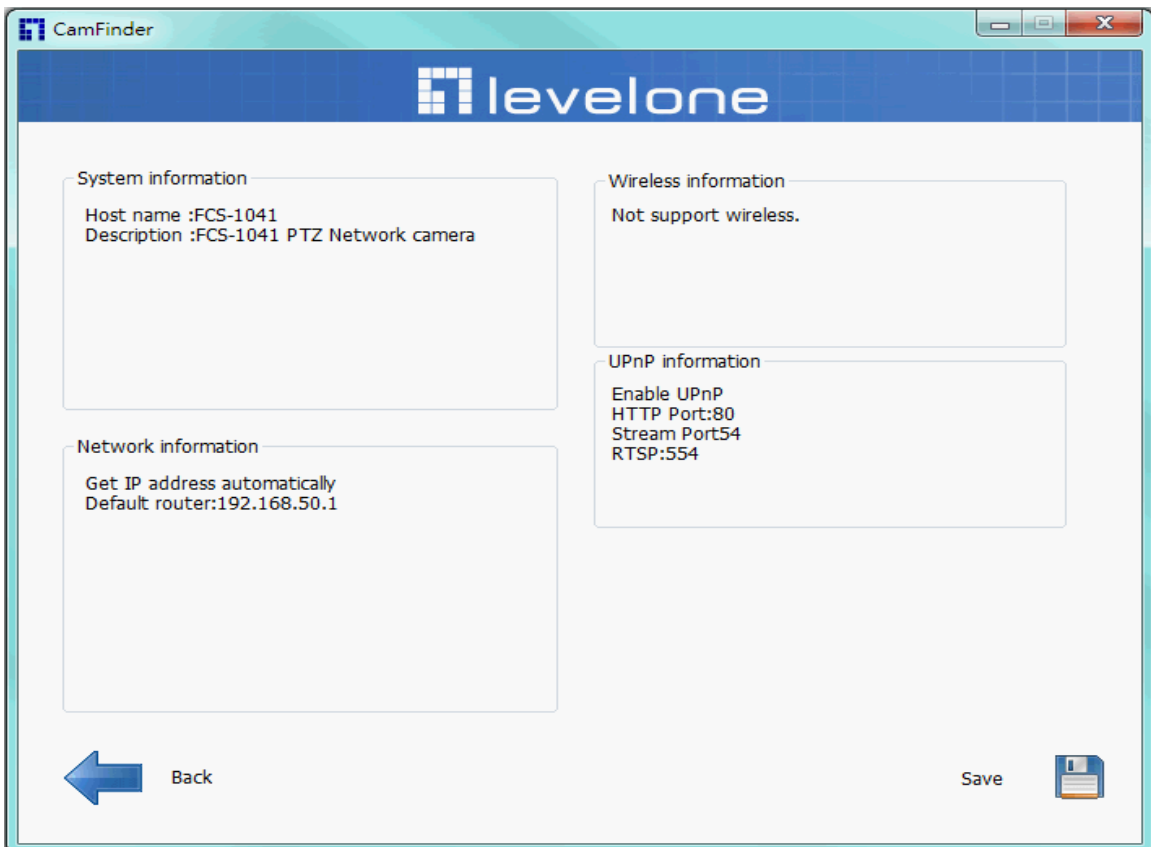 CamFinder
levelone
System information
Host name :FCS-1041
Description :FCS-1041 PTZ Network camera
Network information
Get IP address automatically
Default router:192.168.50.1
Wireless information
Not support wireless.
UPnP information
Enable UPnP
HTTP Port:80
Stream Port54
RTSP:554
Back
Save